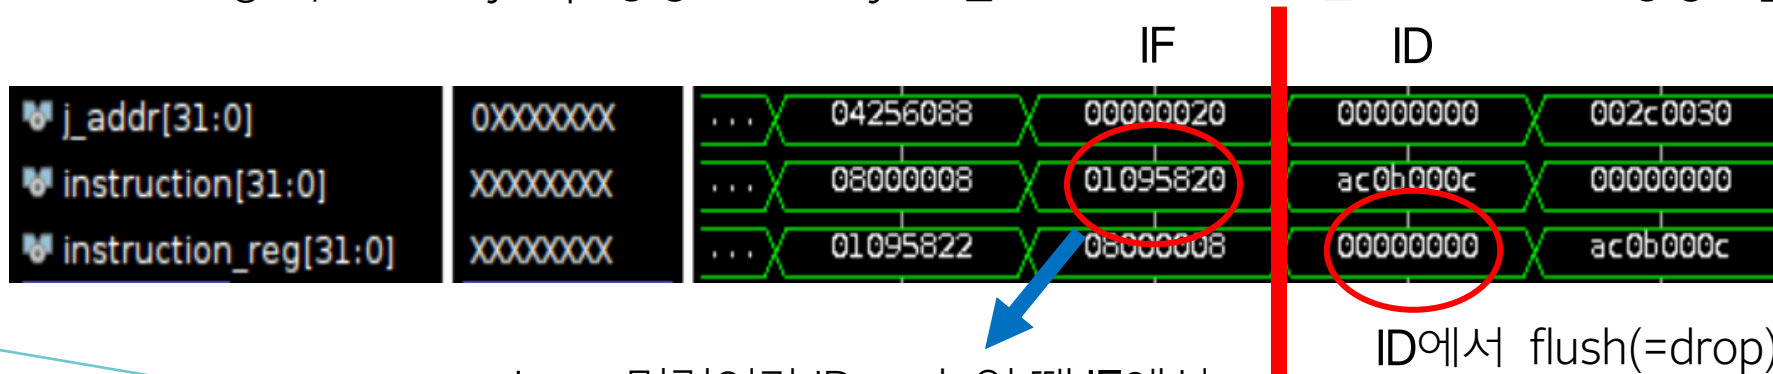 IF ID
j_addr[31:0] 0XXXXXXX ... 04256088 00000020 00000000 002c0030
instruction[31:0] XXXXXXXX ... 08000008 01095820 ac0b000c 00000000
instruction_reg[31:0] XXXXXXXX ... 01095822 08000008 00000000 ac0b000c
ID에서 flush(=drop)